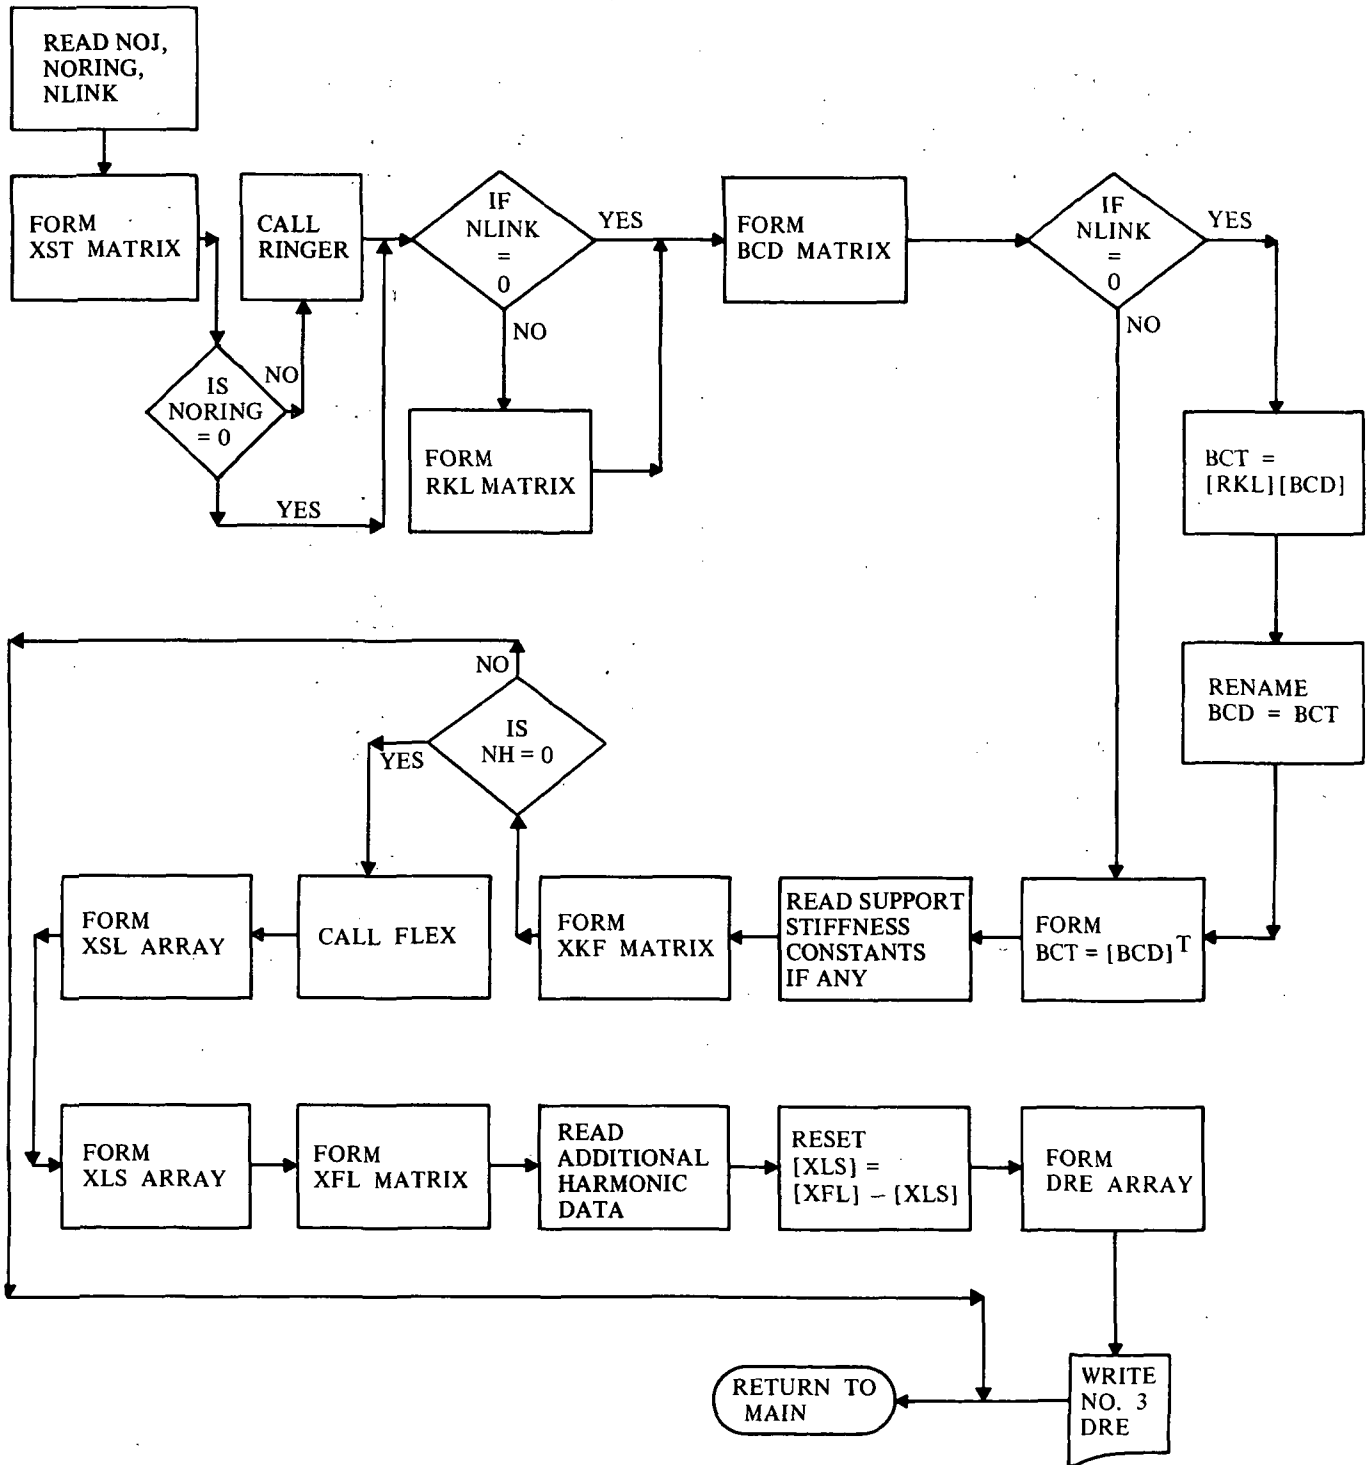 READ NOJ,
NORING,
NLINK
FORM
XST MATRIX
IS
NORING
= 0
NO
YES
CALL
RINGER
IF
NLINK
=
0
YES
NO
FORM
RKL MATRIX
FORM
BCD MATRIX
IF
NLINK
=
0
YES
NO
BCT =
[RKL][BCD]
RENAME
BCD = BCT
FORM
BCT = [BCD] T
READ SUPPORT
STIFFNESS
CONSTANTS
IF ANY
FORM
XKF MATRIX
IS
NH = 0
NO
YES
CALL FLEX
FORM
XSL ARRAY
FORM
XLS ARRAY
FORM
XFL MATRIX
READ
ADDITIONAL
HARMONIC
DATA
RESET
[XLS] =
[XFL] – [XLS]
FORM
DRE ARRAY
WRITE
NO. 3
DRE
RETURN TO
MAIN